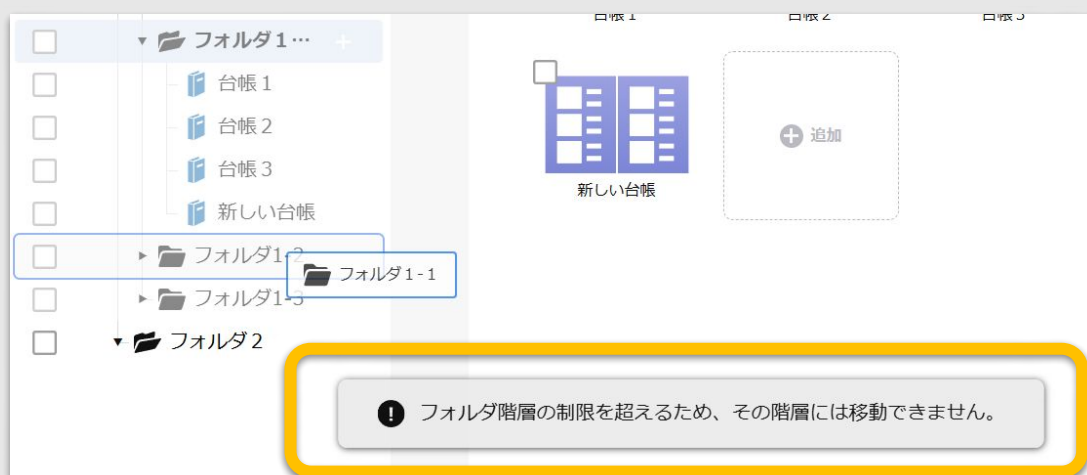 台帳1
台帳2
台帳3
フォルダ1…
台帳1
台帳2
台帳3
新しい台帳
追加
新しい台帳
フォルダ1-2
フォルダ1-1
フォルダ1-3
フォルダ2
フォルダ階層の制限を超えるため、その階層には移動できません。